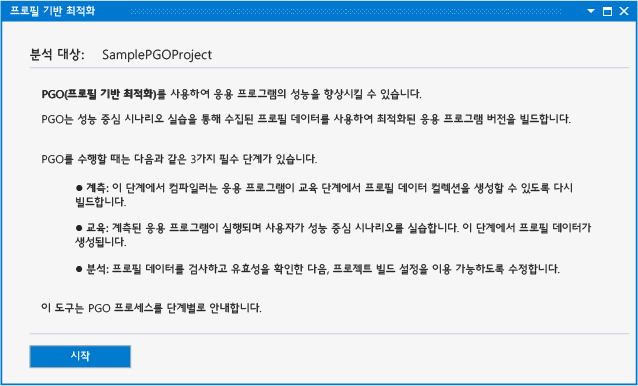 프로필 기반 최적화
분석 대상: SamplePGOProject
PGO(프로필 기반 최적화)를 사용하여 응용 프로그램의 성능을 향상시킬 수 있습니다.
PGO는 성능 중심 시나리오 실습을 통해 수집된 프로필 데이터를 사용하여 최적화된 응용 프로그램 버전을 빌드합니다.
PGO를 수행할 때는 다음과 같은 3가지 필수 단계가 있습니다.
● 계측: 이 단계에서 컴파일러는 응용 프로그램이 교육 단계에서 프로필 데이터 컬렉션을 생성할 수 있도록 다시
빌드합니다.
● 교육: 계측된 응용 프로그램이 실행되며 사용자가 성능 중심 시나리오를 실습합니다. 이 단계에서 프로필 데이터가
생성됩니다.
● 분석: 프로필 데이터를 검사하고 유효성을 확인한 다음, 프로젝트 빌드 설정을 이용 가능하도록 수정합니다.
이 도구는 PGO 프로세스를 단계별로 안내합니다.
시작